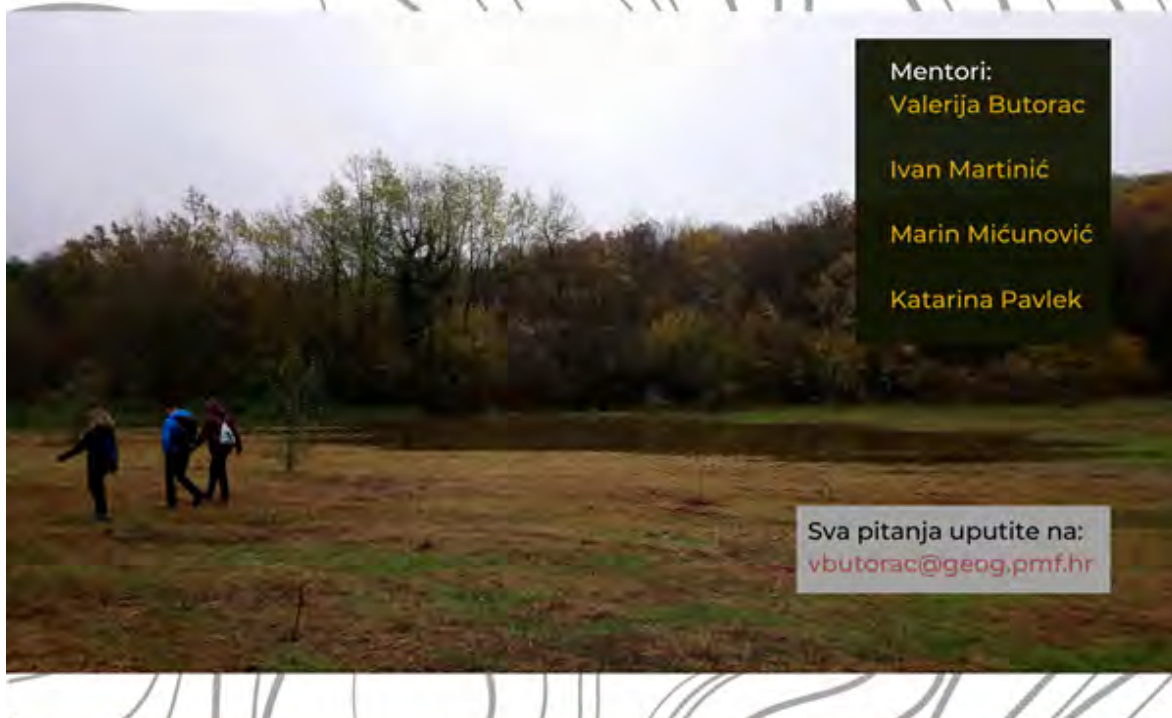 Mentori:
Valerija Butorac
Ivan Martinić
Marin Mićunović
Katarina Pavlek
Sva pitanja uputite na:
vbutorac@geog.pmf.hr